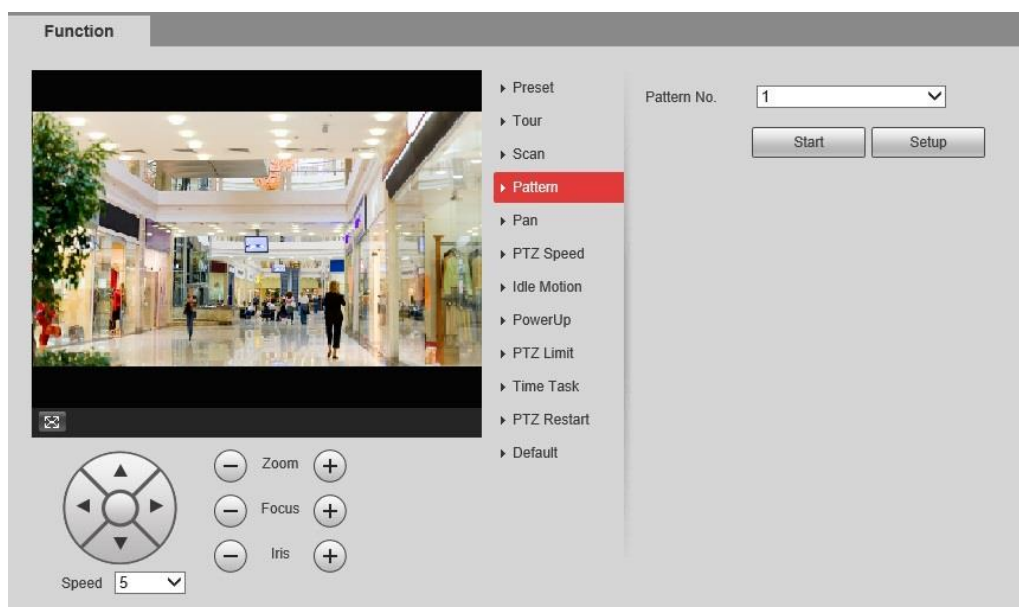 Function
Preset
Tour
Scan
Pattern
Pan
PTZ Speed
Idle Motion
PowerUp
PTZ Limit
Time Task
PTZ Restart
Default
Pattern No. 1
Start Setup
Zoom
Focus
Iris
Speed 5